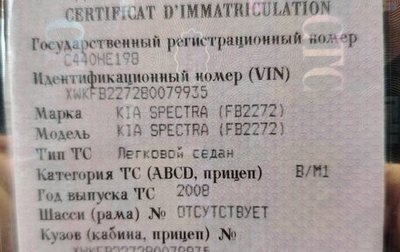 CERTIFICAT D'IMMATRICULATION
Государственный регистрационный номер
С440НЕ198
Идентификационный номер (VIN)
XWKFB227280079935
Марка KIA SPECTRA (FB2272)
Модель KIA SPECTRA (FB2272)
Тип ТС Легковой седан
Категория ТС (ABCD, прицеп) B/M1
Год выпуска ТС 2008
Шасси (рама) № ОТСУТСТВУЕТ
Кузов (кабина, прицеп) №
XWKFB227280079935